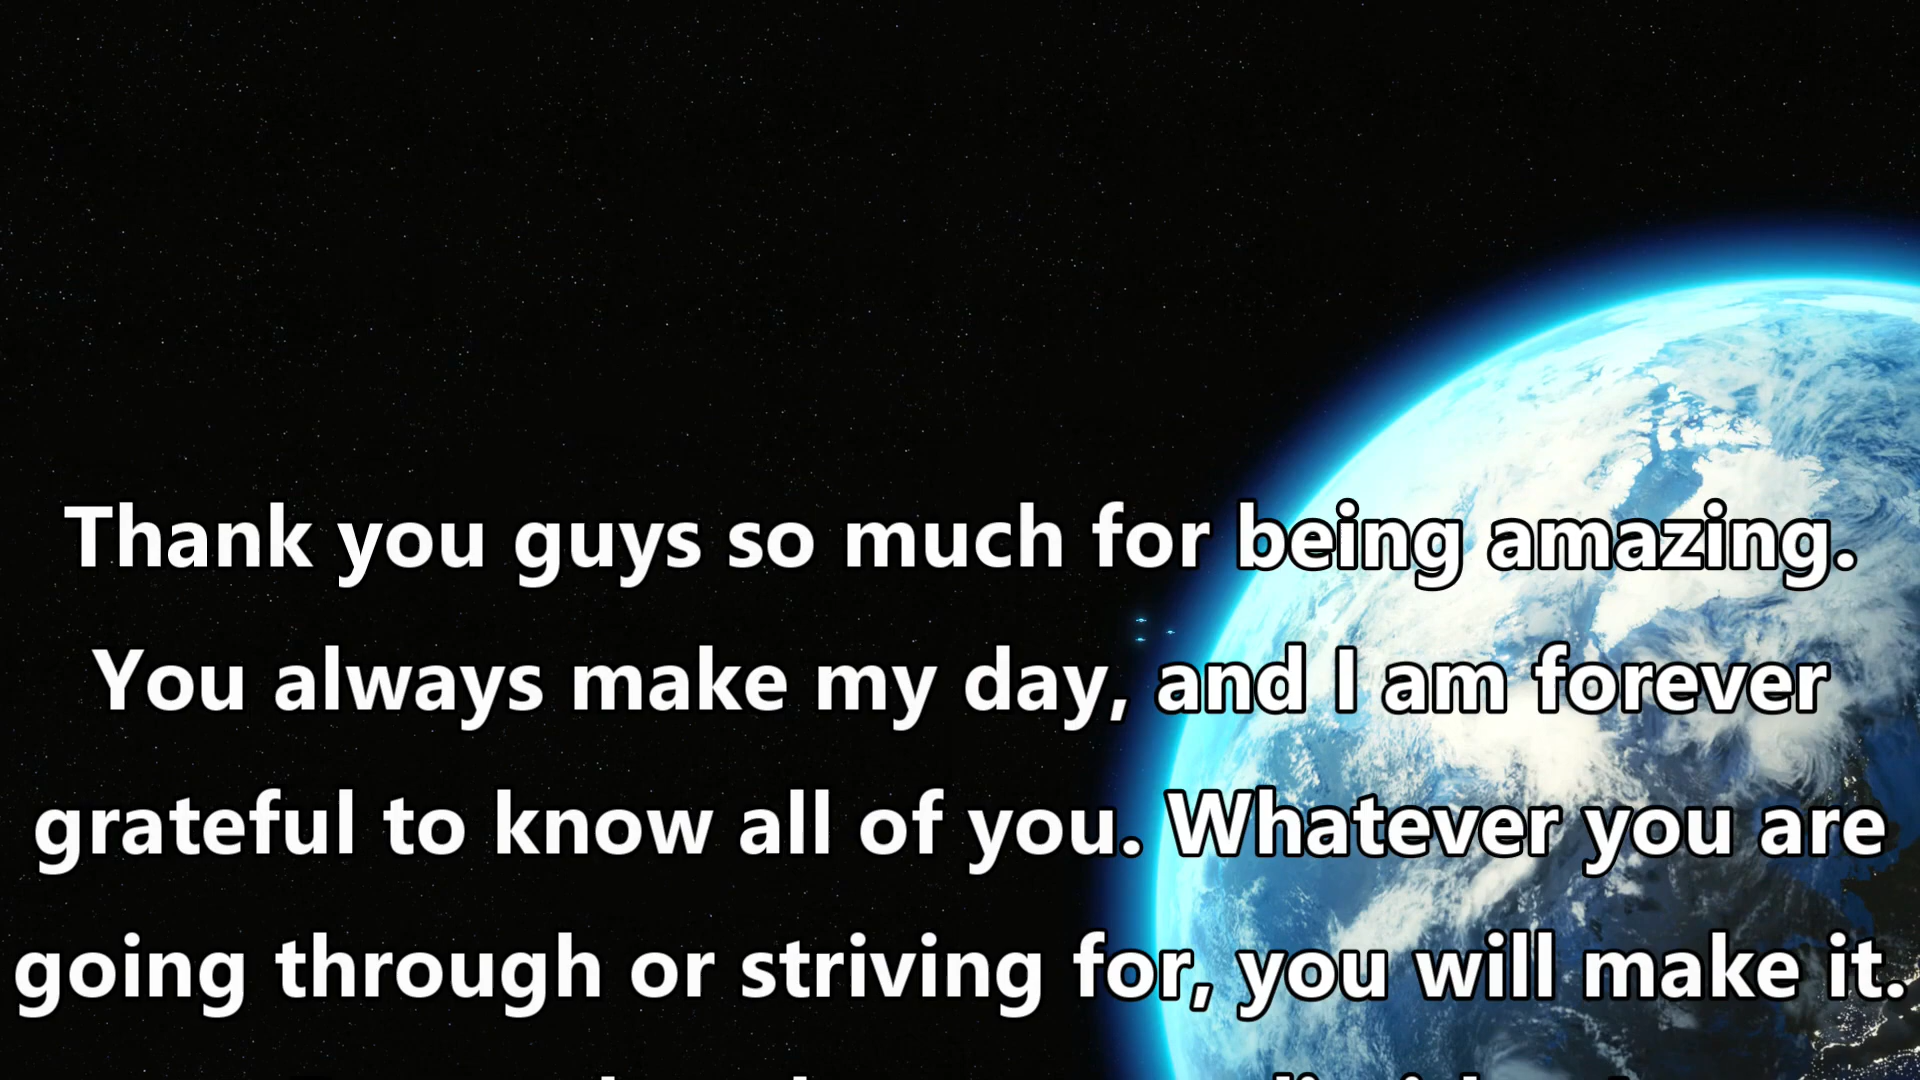 Thank you guys so much for being amazing.
You always make my day, and I am forever
grateful to know all of you. Whatever you are
going through or striving for, you will make it.